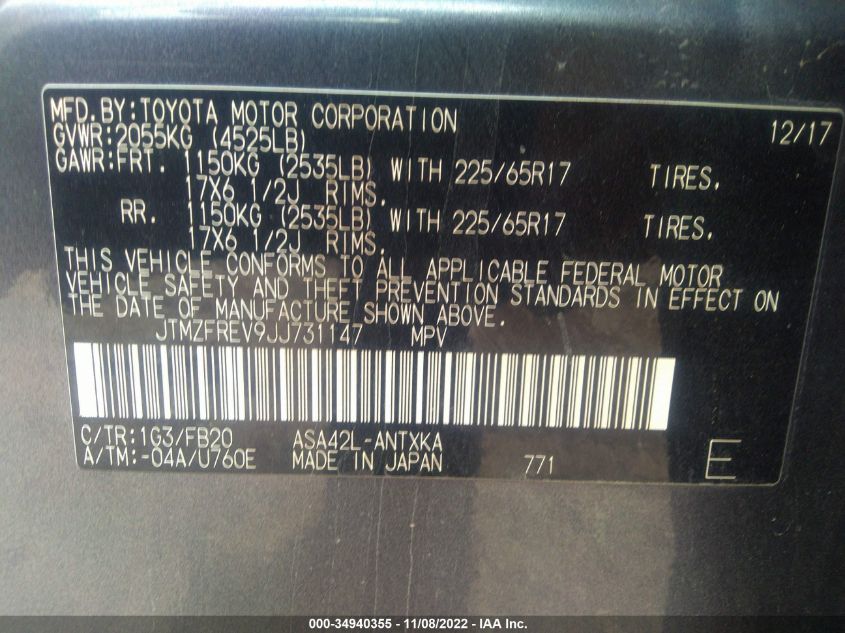 MFD.BY:TOYOTA MOTOR CORPORATION 12/17
GVWR:2055KG (4525LB)
GAWR:FRT. 1150KG (2535LB) WITH 225/65R17 TIRES,
17X6 1/2J RIMS.
RR. 1150KG (2535LB) WITH 225/65R17 TIRES,
17X6 1/2J RIMS.
THIS VEHICLE CONFORMS TO ALL APPLICABLE FEDERAL MOTOR
VEHICLE SAFETY AND THEFT PREVENTION STANDARDS IN EFFECT ON
THE DATE OF MANUFACTURE SHOWN ABOVE.
JTMZFREV9JJ731147 MPV
C/TR:1G3/FB20 ASA42L-ANTXKA
A/TM:-04A/U760E MADE IN JAPAN 771 E
000-34940355 - 11/08/2022 - IAA Inc.